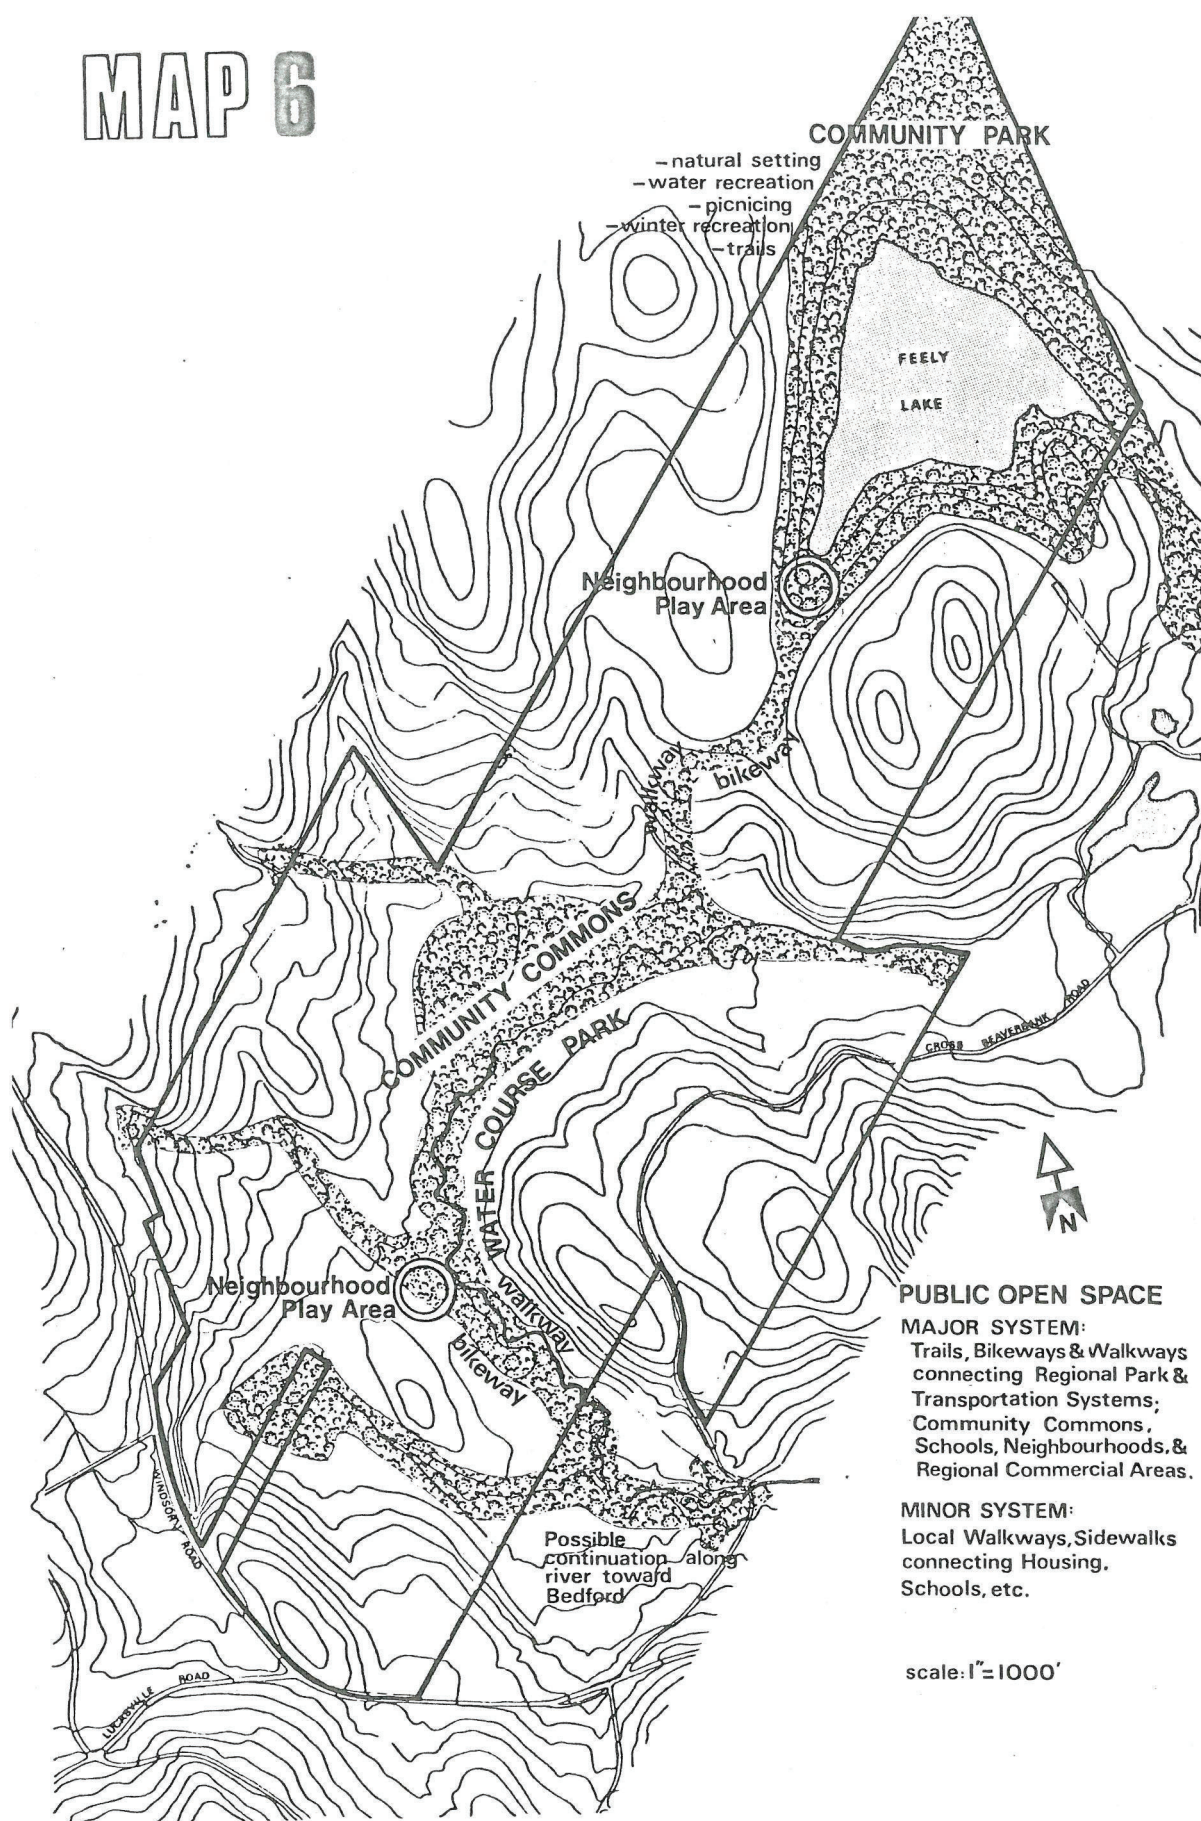 MAP 6
COMMUNITY PARK
–natural setting
–water recreation
–picnicing
–winter recreation
–trails
FEELY
LAKE
Neighbourhood
Play Area
walkway
bikeway
COMMUNITY COMMONS
WATER COURSE PARK
CROSS BEAVERBANK ROAD
N
Neighbourhood
Play Area
walkway
bikeway
PUBLIC OPEN SPACE
MAJOR SYSTEM:
Trails, Bikeways & Walkways
connecting Regional Park &
Transportation Systems;
Community Commons,
Schools, Neighbourhoods, &
Regional Commercial Areas.
MINOR SYSTEM:
Local Walkways, Sidewalks
connecting Housing,
Schools, etc.
WINDSOR ROAD
Possible
continuation along
river toward
Bedford
LUCASVILLE ROAD
scale: 1"=1000'